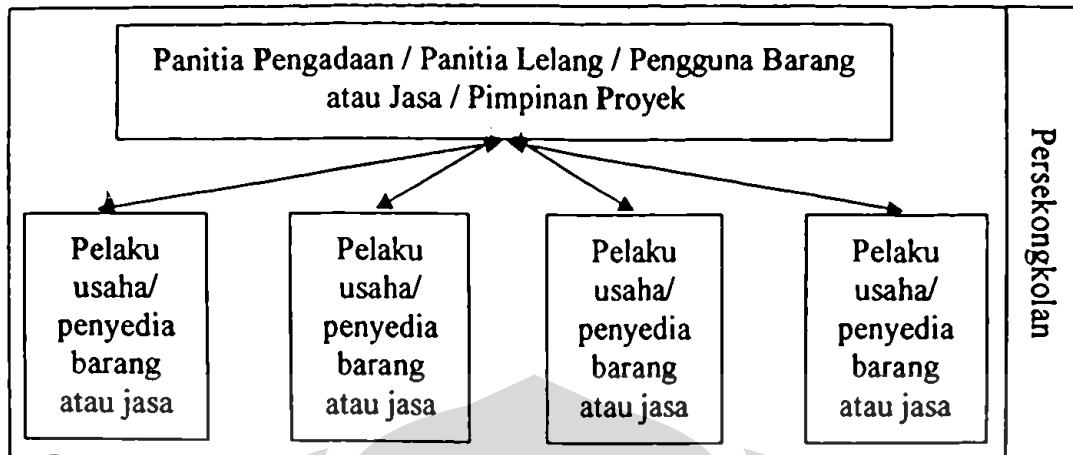 Panitia Pengadaan / Panitia Lelang / Pengguna Barang
atau Jasa / Pimpinan Proyek
Pelaku
usaha/
penyedia
barang
atau jasa
Pelaku
usaha/
penyedia
barang
atau jasa
Pelaku
usaha/
penyedia
barang
atau jasa
Pelaku
usaha/
penyedia
barang
atau jasa
Persekongkolan